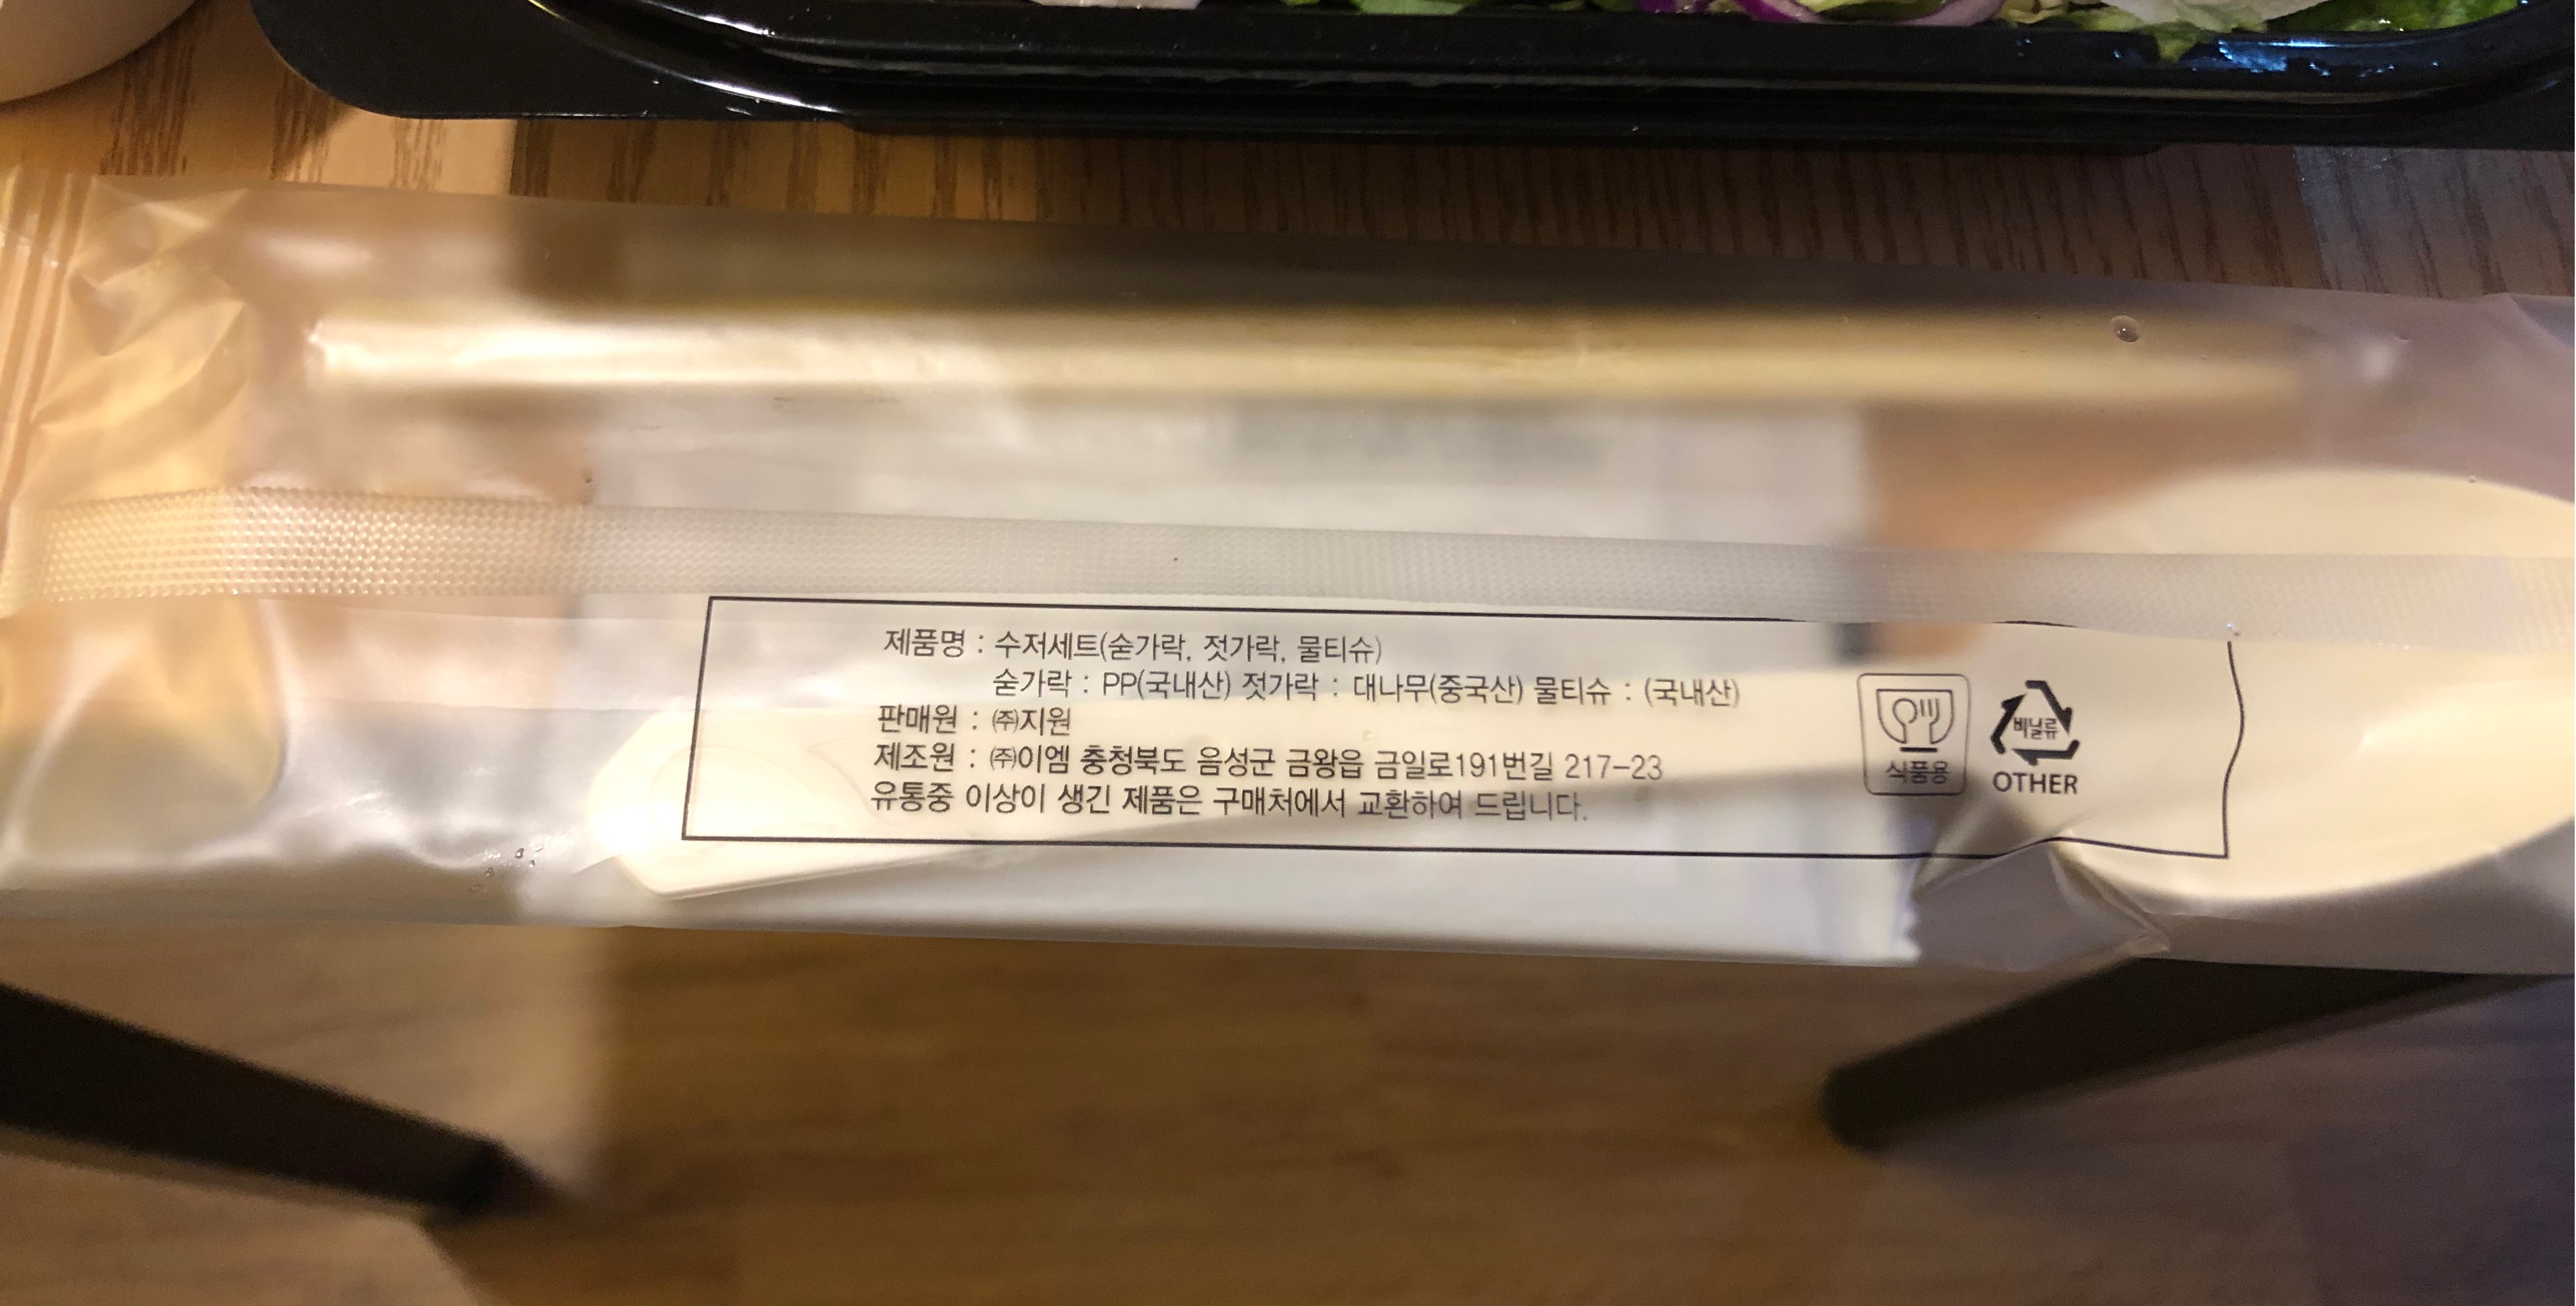 제품명 : 수저세트(숟가락, 젓가락, 물티슈)
숟가락 : PP(국내산) 젓가락 : 대나무(중국산) 물티슈 : (국내산)
판매원 : ㈜지원
제조원 : ㈜이엠 충청북도 음성군 금왕읍 금일로191번길 217-23
유통중 이상이 생긴 제품은 구매처에서 교환하여 드립니다.
식품용
비닐류
OTHER